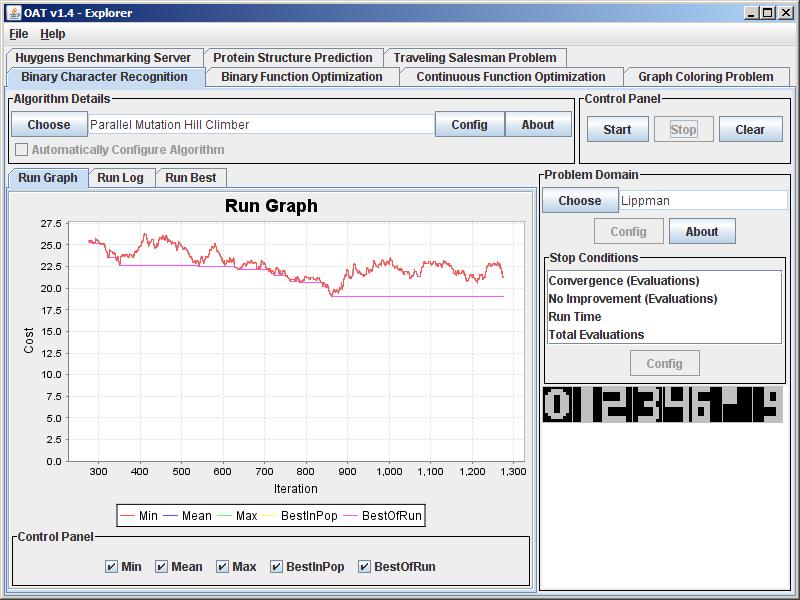 OAT v1.4 - Explorer
File Help
Huygens Benchmarking Server Protein Structure Prediction Traveling Salesman Problem
Binary Character Recognition Binary Function Optimization Continuous Function Optimization Graph Coloring Problem
Algorithm Details
Choose Parallel Mutation Hill Climber Config About
Automatically Configure Algorithm
Control Panel
Start Stop Clear
Run Graph Run Log Run Best
Run Graph
27.5
25.0
22.5
20.0
17.5
15.0
12.5
10.0
7.5
5.0
2.5
0.0
Cost
300 400 500 600 700 800 900 1,000 1,100 1,200 1,300
Iteration
Min Mean Max BestInPop BestOfRun
Control Panel
Min Mean Max BestInPop BestOfRun
Problem Domain
Choose Lippman
Config About
Stop Conditions
Convergence (Evaluations)
No Improvement (Evaluations)
Run Time
Total Evaluations
Config